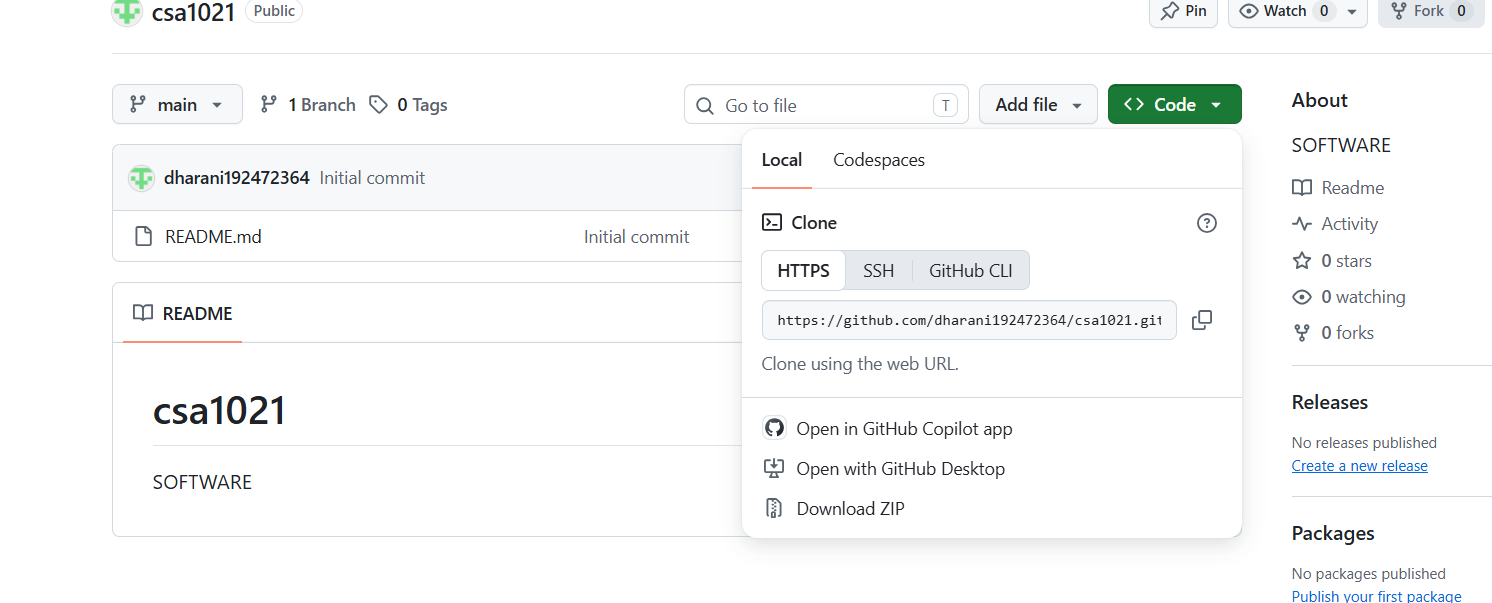 csa1021 Public
Pin Watch 0 Fork 0
main 1 Branch 0 Tags Go to file T Add file Code
dharani192472364 Initial commit
README.md Initial commit
README
csa1021
SOFTWARE
Local Codespaces
Clone
HTTPS SSH GitHub CLI
https://github.com/dharani192472364/csa1021.git
Clone using the web URL.
Open in GitHub Copilot app
Open with GitHub Desktop
Download ZIP
About
SOFTWARE
Readme
Activity
0 stars
0 watching
0 forks
Releases
No releases published
Create a new release
Packages
No packages published
Publish your first package